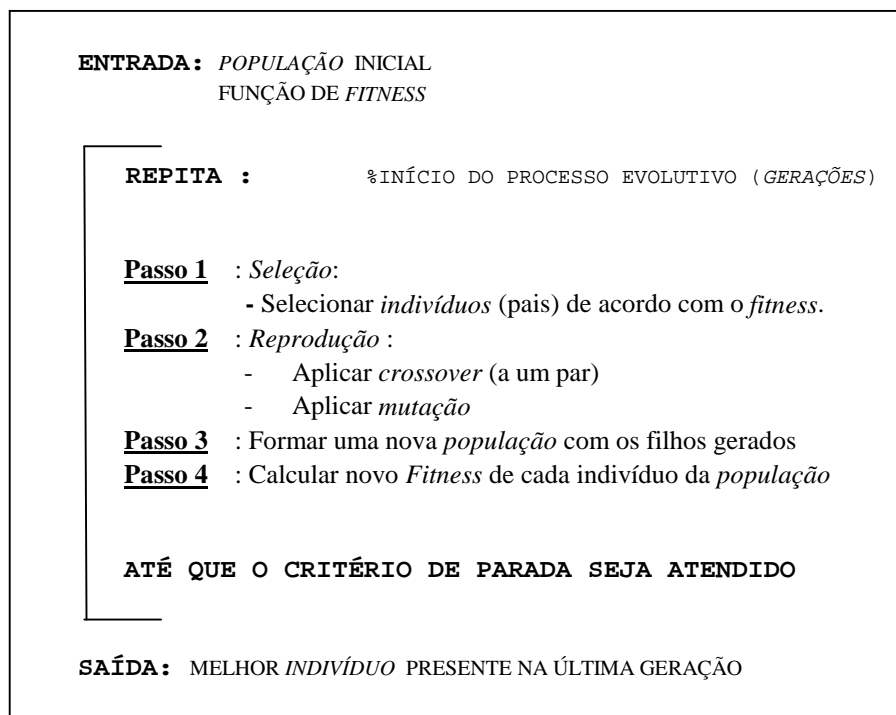 ENTRADA: POPULAÇÃO INICIAL
FUNÇÃO DE FITNESS
REPITA : %INÍCIO DO PROCESSO EVOLUTIVO (GERAÇÕES)
Passo 1 : Seleção:
- Selecionar indivíduos (pais) de acordo com o fitness.
Passo 2 : Reprodução :
- Aplicar crossover (a um par)
- Aplicar mutação
Passo 3 : Formar uma nova população com os filhos gerados
Passo 4 : Calcular novo Fitness de cada indivíduo da população
ATÉ QUE O CRITÉRIO DE PARADA SEJA ATENDIDO
SAÍDA: MELHOR INDIVÍDUO PRESENTE NA ÚLTIMA GERAÇÃO